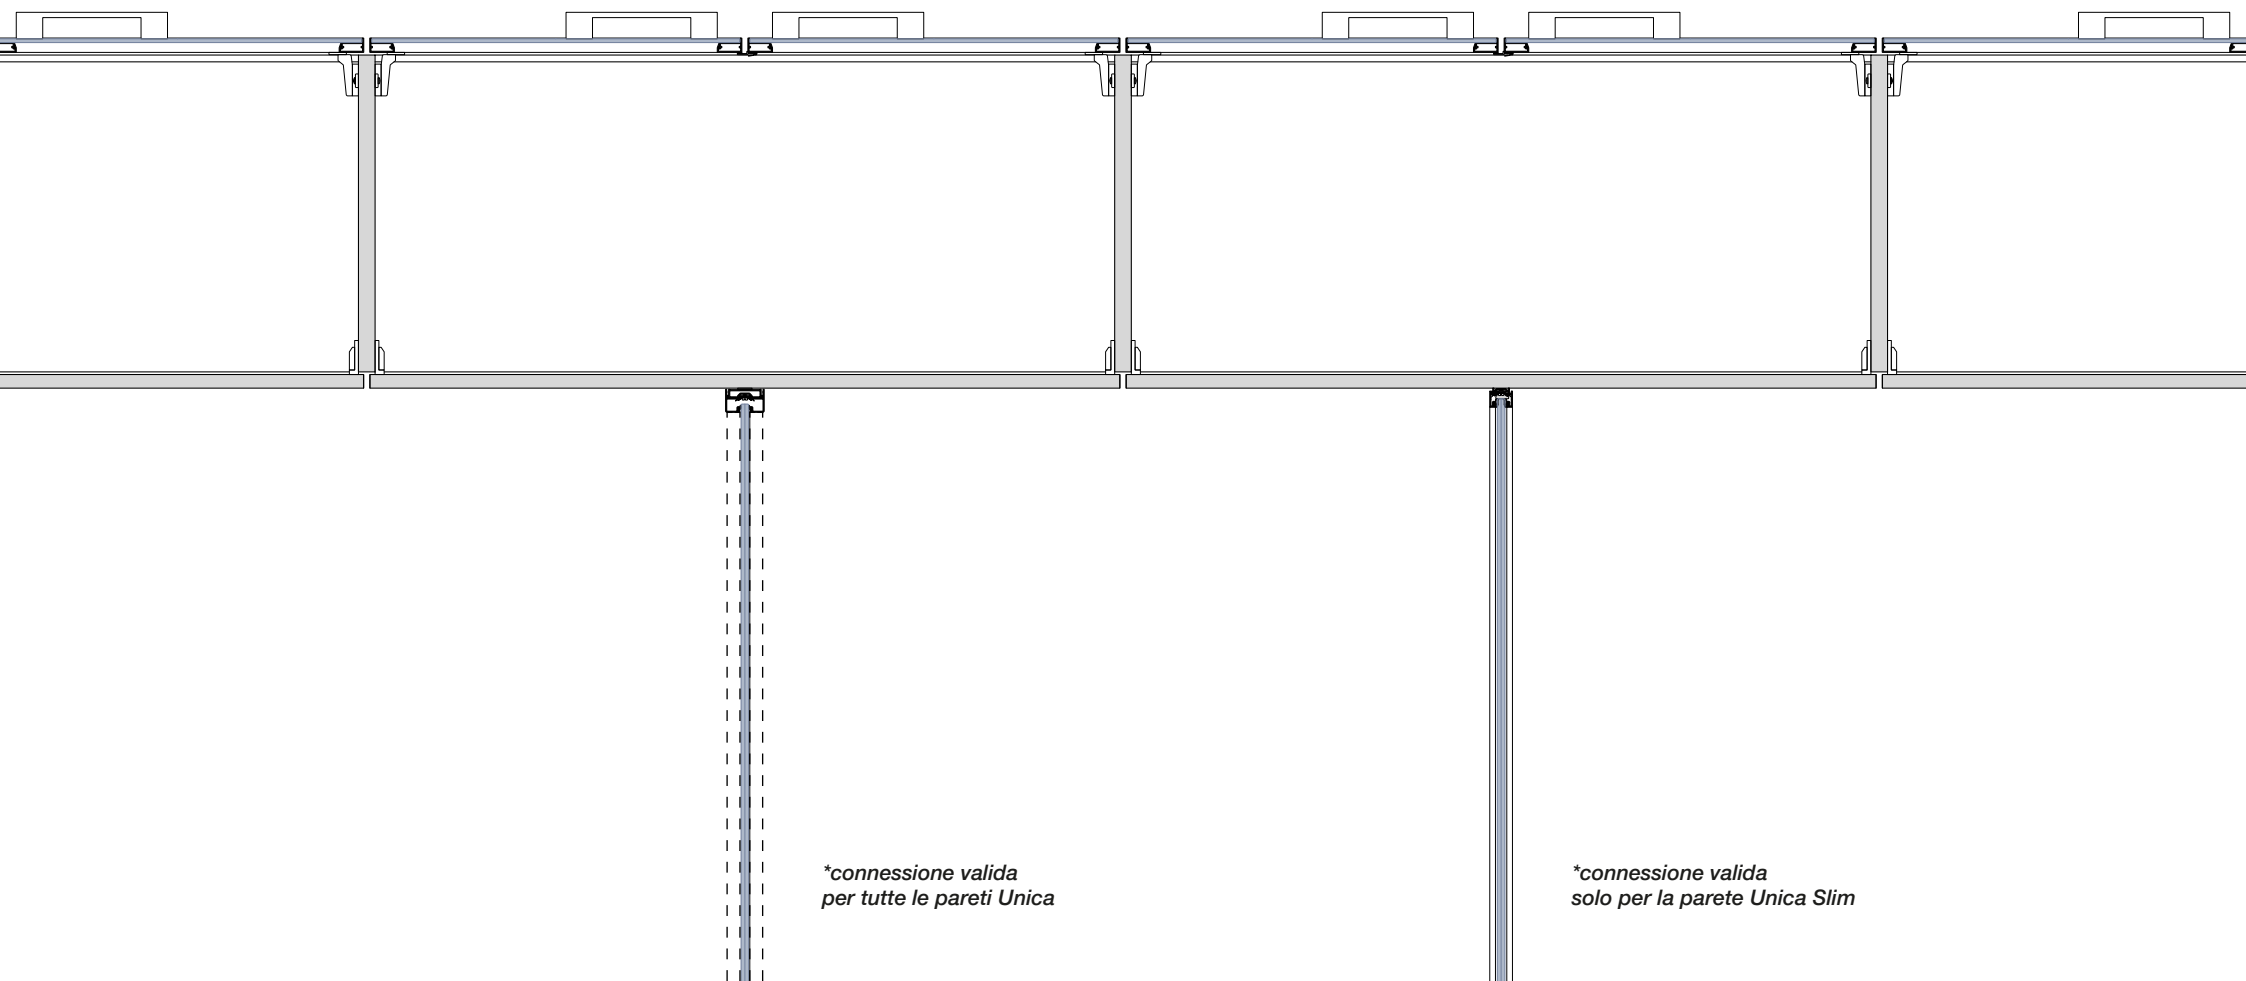 *connessione valida
per tutte le pareti Unica
*connessione valida
solo per la parete Unica Slim